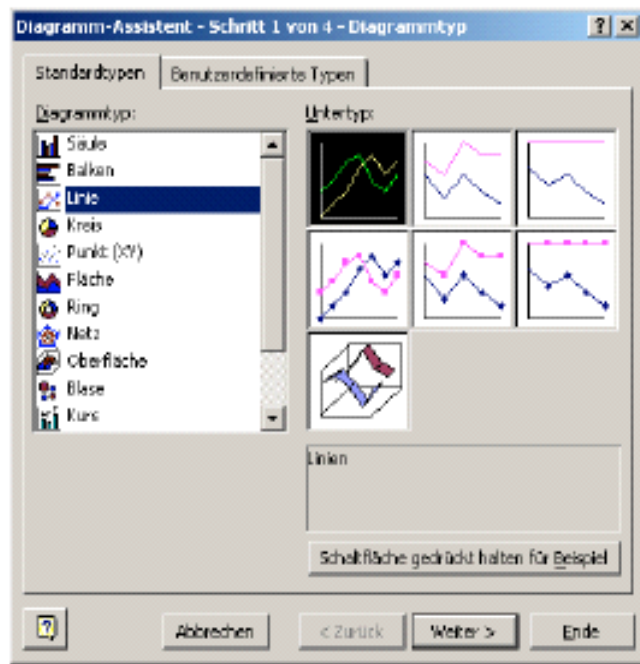 Diagramm-Assistent - Schritt 1 von 4 - Diagrammtyp
Standardtypen
Benutzerdefinierte Typen
Diagrammtyp:
Säule
Balken
Linie
Kreis
Punkt (XY)
Fläche
Ring
Netz
Oberfläche
Blase
Kurs
Untertyp:
Linien
Schaltfläche gedrückt halten für Beispiel
Abbrechen
< Zurück
Weiter >
Ende